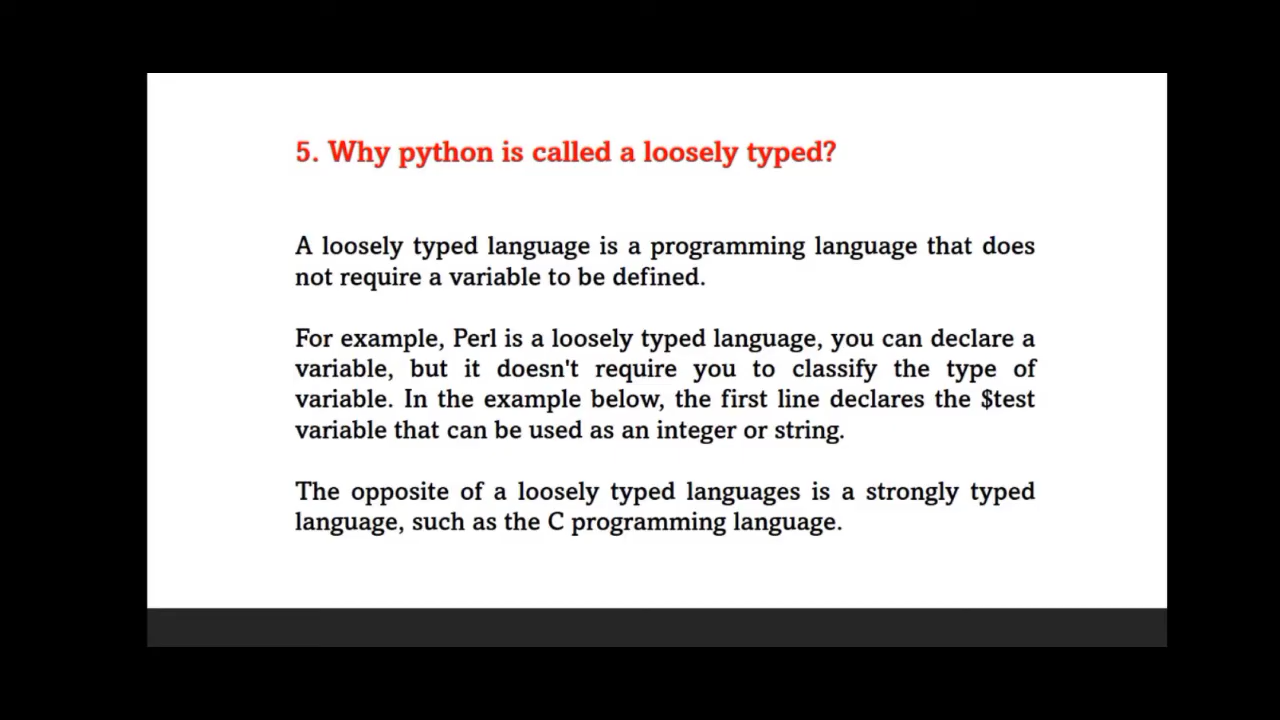 5. Why python is called a loosely typed?
A loosely typed language is a programming language that does
not require a variable to be defined.
For example, Perl is a loosely typed language, you can declare a
variable, but it doesn't require you to classify the type of
variable. In the example below, the first line declares the $test
variable that can be used as an integer or string.
The opposite of a loosely typed languages is a strongly typed
language, such as the C programming language.